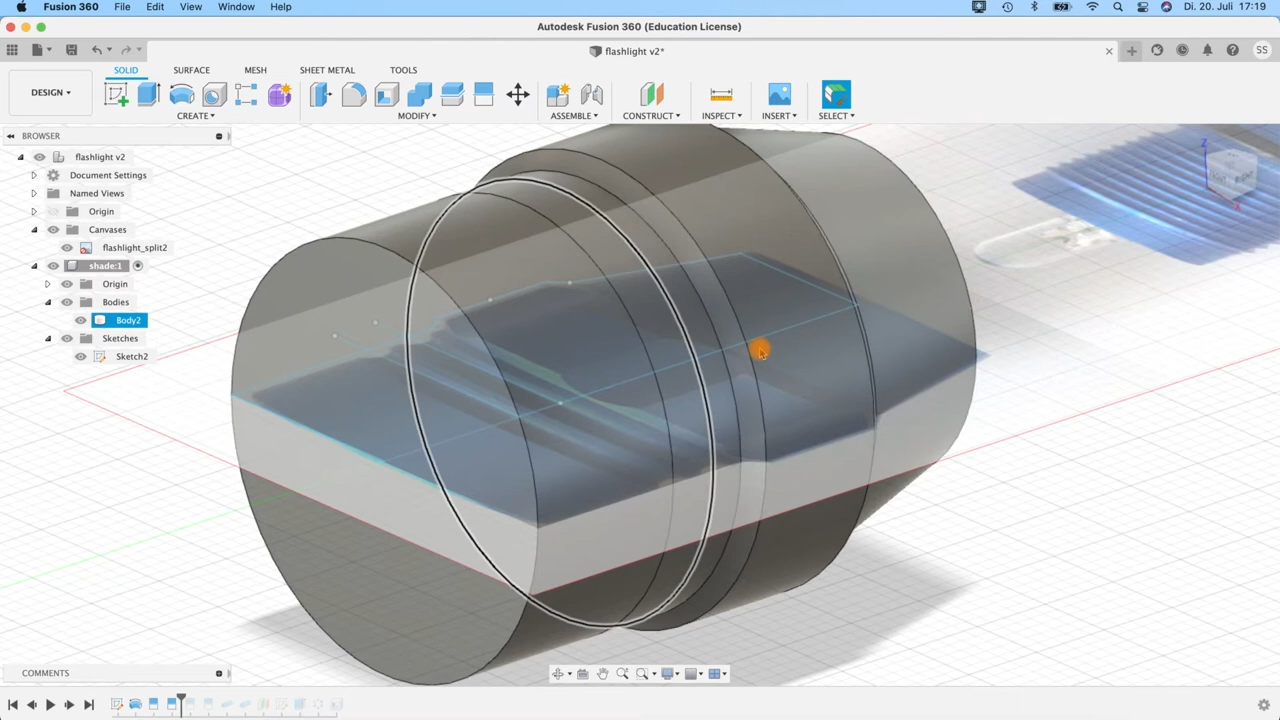 Fusion 360 File Edit View Window Help Di. 20. Juli 17:19
Autodesk Fusion 360 (Education License)
flashlight v2*
SS
SOLID SURFACE MESH SHEET METAL TOOLS
DESIGN
CREATE MODIFY ASSEMBLE CONSTRUCT INSPECT INSERT SELECT
BROWSER
flashlight v2
Document Settings
Named Views
Origin
Canvases
flashlight_split2
shade:1
Origin
Bodies
Body2
Sketches
Sketch2
Z
COMMENTS